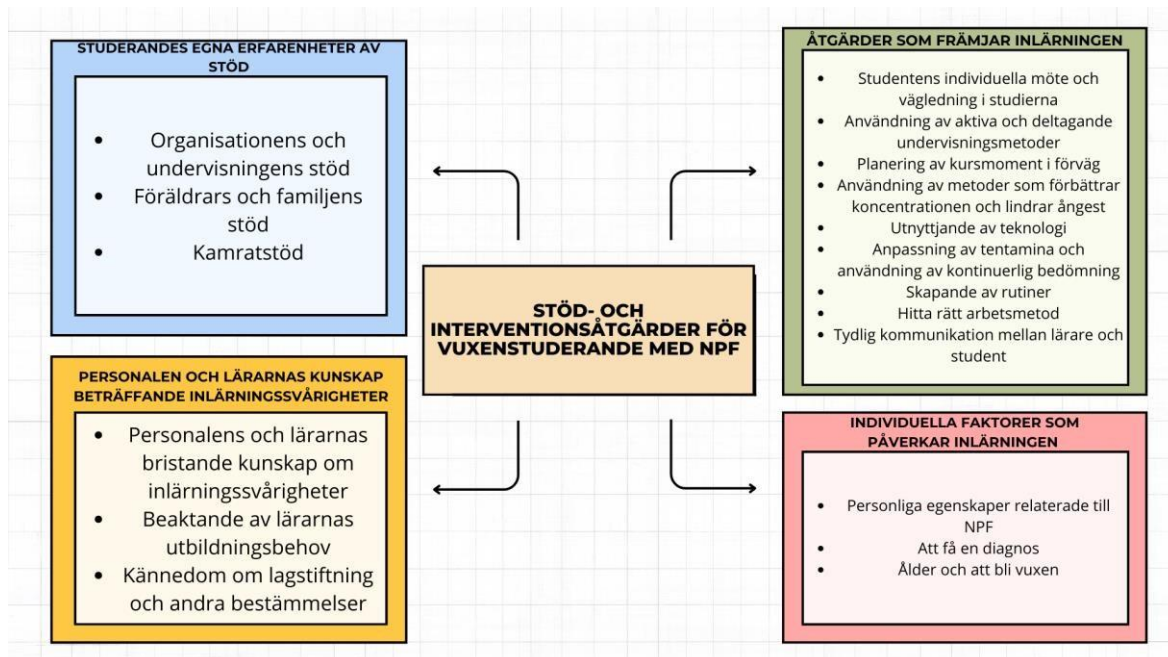 STUDERANDES EGNA ERFARENHETER AV
STÖD
• Organisationens och
undervisningens stöd
• Föräldrars och familjens
stöd
• Kamratstöd
ÅTGÄRDER SOM FRÄMJAR INLÄRNINGEN
• Studentens individuella möte och
vägledning i studierna
• Användning av aktiva och deltagande
undervisningsmetoder
• Planering av kursmoment i förväg
• Användning av metoder som förbättrar
koncentrationen och lindrar ångest
• Utnyttjande av teknologi
• Anpassning av tentamina och
användning av kontinuerlig bedömning
• Skapande av rutiner
• Hitta rätt arbetsmetod
• Tydlig kommunikation mellan lärare och
student
STÖD- OCH
INTERVENTIONSÅTGÄRDER FÖR
VUXENSTUDERANDE MED NPF
PERSONALEN OCH LÄRARNAS KUNSKAP
BETRÄFFANDE INLÄRNINGSSVÅRIGHETER
• Personalens och lärarnas
bristande kunskap om
inlärningssvårigheter
• Beaktande av lärarnas
utbildningsbehov
• Kännedom om lagstiftning
och andra bestämmelser
INDIVIDUELLA FAKTORER SOM
PÅVERKAR INLÄRNINGEN
• Personliga egenskaper relaterade till
NPF
• Att få en diagnos
• Ålder och att bli vuxen